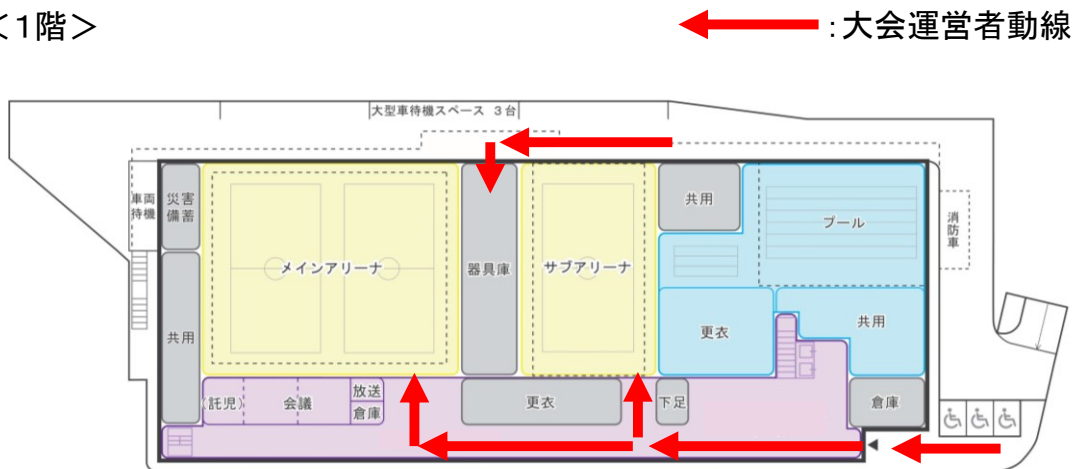 ＜1階＞
：大会運営者動線
大型車待機スペース 3台
車両
待機
災害
備蓄
共用
プール
消防車
メインアリーナ
器具庫
サブアリーナ
共用
更衣
共用
(託児)
会議
放送
倉庫
更衣
下足
倉庫